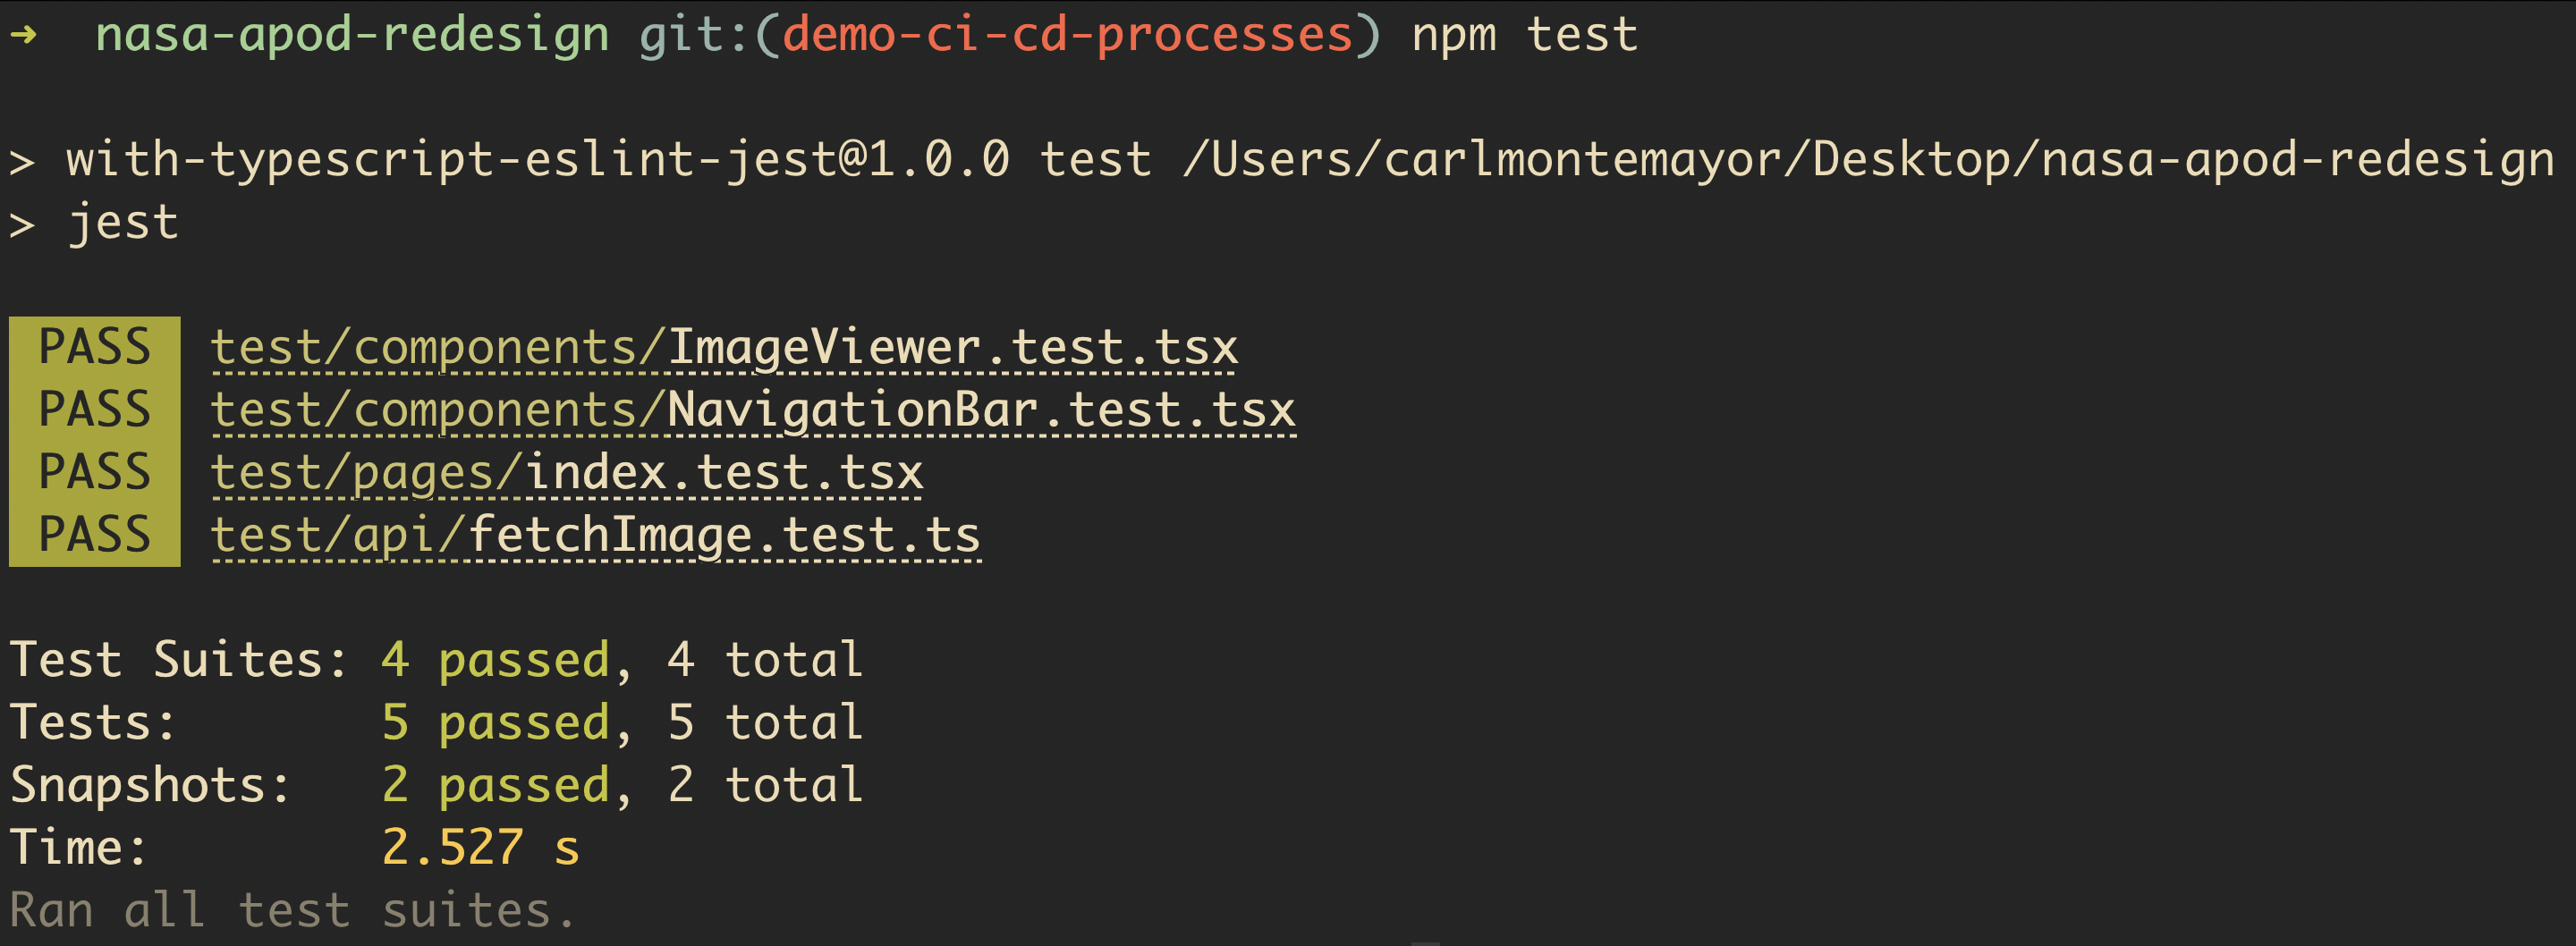 ➜  nasa-apod-redesign git:(demo-ci-cd-processes) npm test
> with-typescript-eslint-jest@1.0.0 test /Users/carlmontemayor/Desktop/nasa-apod-redesign
> jest
PASS test/components/ImageViewer.test.tsx
PASS test/components/NavigationBar.test.tsx
PASS test/pages/index.test.tsx
PASS test/api/fetchImage.test.ts
Test Suites: 4 passed, 4 total
Tests:       5 passed, 5 total
Snapshots:   2 passed, 2 total
Time:        2.527 s
Ran all test suites.